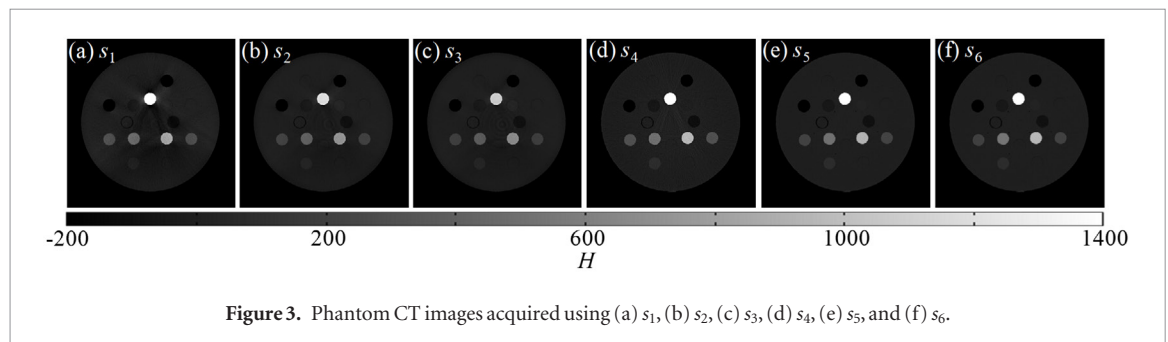 (a) s₁ (b) s₂ (c) s₃ (d) s₄ (e) s₅ (f) s₆
-200 200 600 1000 1400
H
Figure 3. Phantom CT images acquired using (a) s₁, (b) s₂, (c) s₃, (d) s₄, (e) s₅, and (f) s₆.